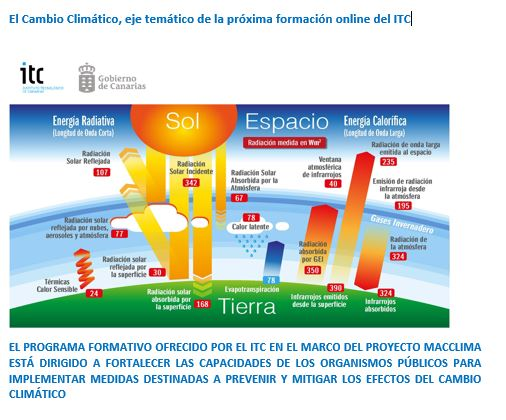 El Cambio Climático, eje temático de la próxima formación online del ITC
itc
INSTITUTO TECNOLÓGICO
DE CANARIAS
Gobierno
de Canarias
Energía Radiativa
(Longitud de Onda Corta)
Sol
Espacio
Radiación medida en Wm²
Energía Calorífica
(Longitud de Onda Larga)
Radiación
Solar Reflejada
107
Radiación
Solar Incidente
342
Radiación Solar
Absorbida por la
Atmósfera
67
Ventana
atmosférica
de infrarrojos
40
Radiación de onda larga
emitida al espacio
235
Emisión de radiación
infrarroja desde
la atmósfera
195
Gases Invernadero
Radiación solar
reflejada por nubes,
aerosoles y atmósfera
77
78
Calor latente
Radiación
absorbida
por GEI
350
Radiación de
la atmósfera
324
Radiación solar
reflejada por la
superficie
30
Térmicas
Calor Sensible
24
Radiación solar
absorbida por
la superficie
168
Evapotranspiración
78
Tierra
390
Infrarrojos emitidos
desde la superficie
324
Infrarrojos
absorbidos
EL PROGRAMA FORMATIVO OFRECIDO POR EL ITC EN EL MARCO DEL PROYECTO MACCLIMA
ESTÁ DIRIGIDO A FORTALECER LAS CAPACIDADES DE LOS ORGANISMOS PÚBLICOS PARA
IMPLEMENTAR MEDIDAS DESTINADAS A PREVENIR Y MITIGAR LOS EFECTOS DEL CAMBIO
CLIMÁTICO